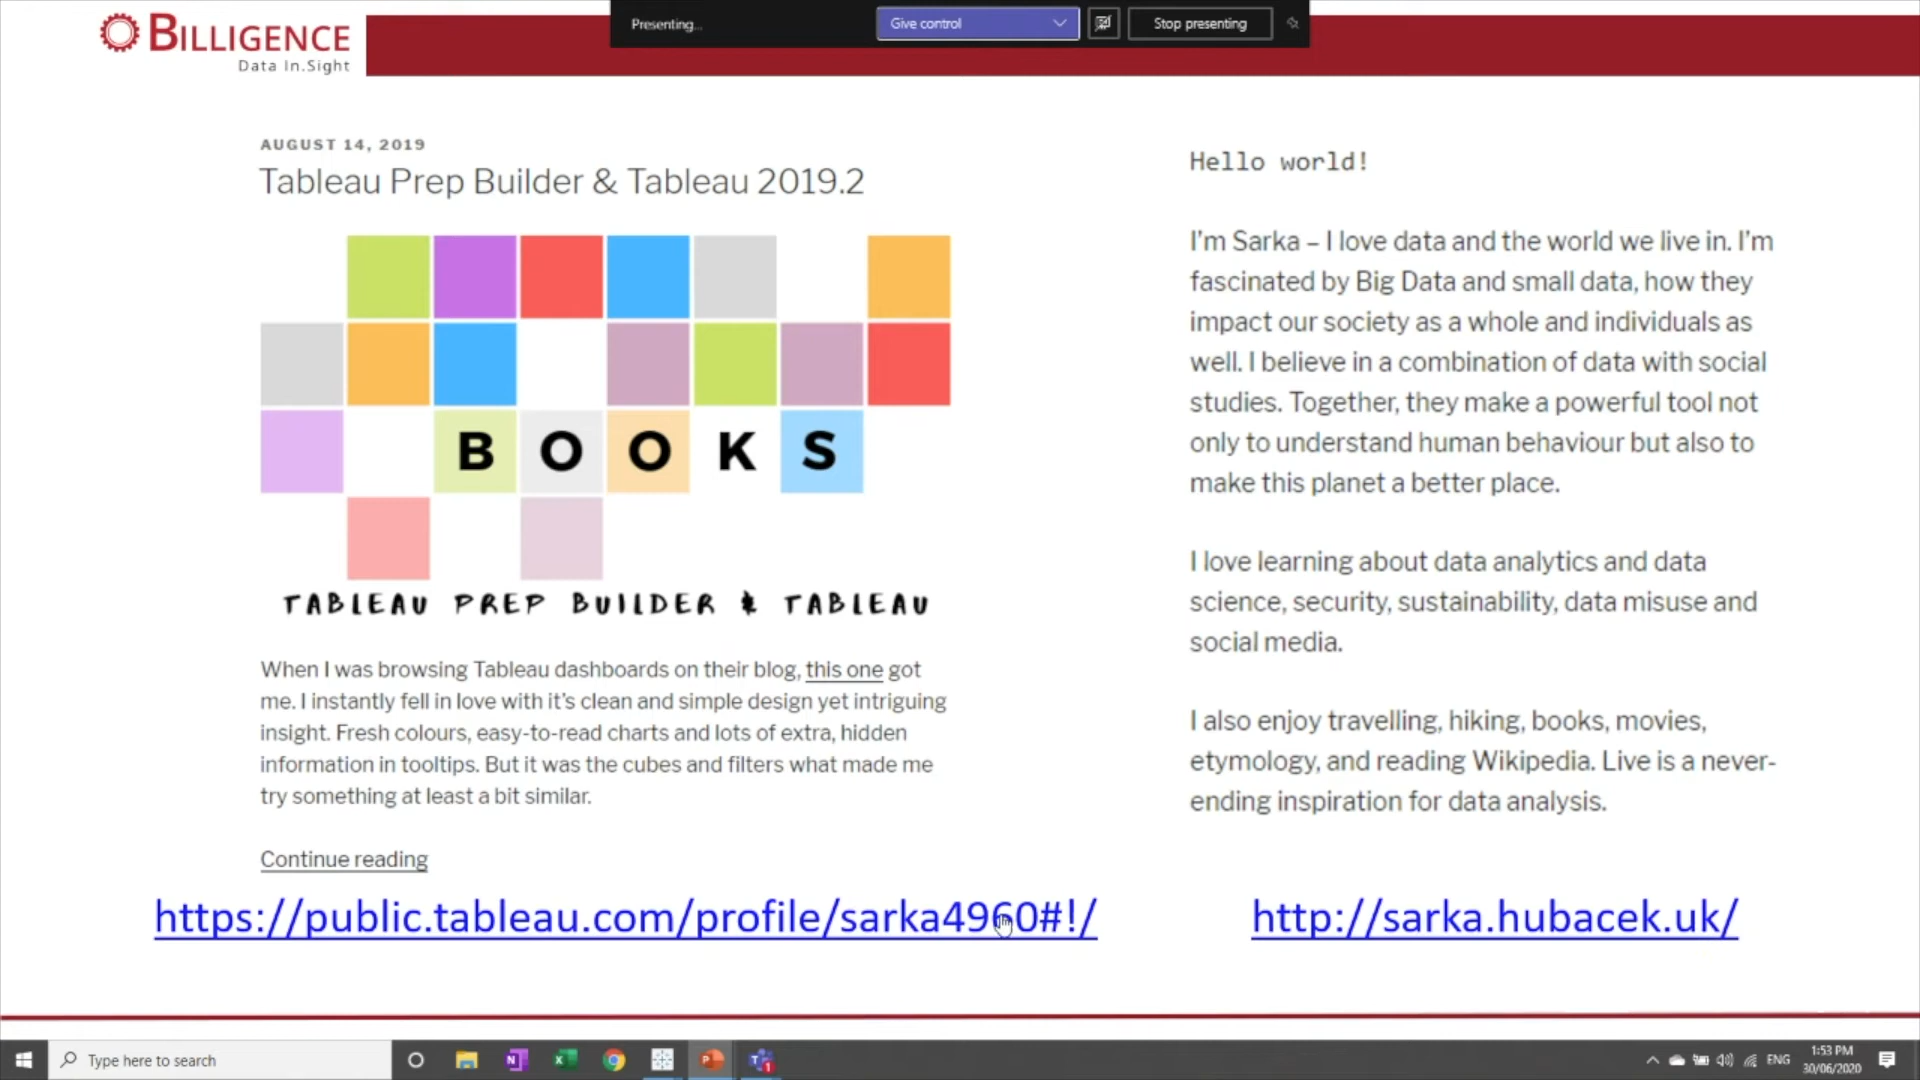 BILLIGENCE
Data In.Sight
Presenting...
Give control
Stop presenting
AUGUST 14, 2019
Tableau Prep Builder & Tableau 2019.2
BOOKS
TABLEAU PREP BUILDER & TABLEAU
When I was browsing Tableau dashboards on their blog, this one got
me. I instantly fell in love with it's clean and simple design yet intriguing
insight. Fresh colours, easy-to-read charts and lots of extra, hidden
information in tooltips. But it was the cubes and filters what made me
try something at least a bit similar.
Continue reading
https://public.tableau.com/profile/sarka4960#!/
Hello world!
I'm Sarka – I love data and the world we live in. I'm
fascinated by Big Data and small data, how they
impact our society as a whole and individuals as
well. I believe in a combination of data with social
studies. Together, they make a powerful tool not
only to understand human behaviour but also to
make this planet a better place.
I love learning about data analytics and data
science, security, sustainability, data misuse and
social media.
I also enjoy travelling, hiking, books, movies,
etymology, and reading Wikipedia. Live is a never-
ending inspiration for data analysis.
http://sarka.hubacek.uk/
Type here to search
ENG
1:53 PM
30/06/2020